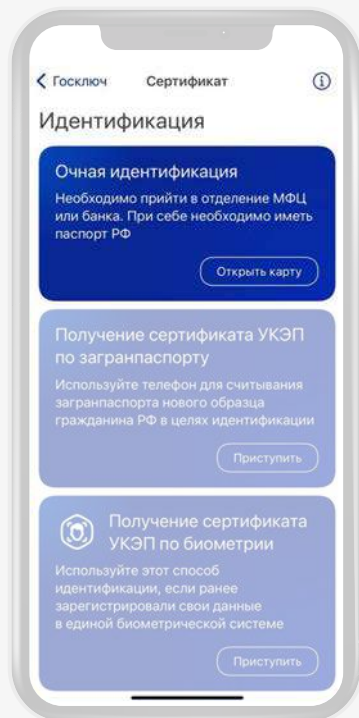 Госключ Сертификат
Идентификация
Очная идентификация
Необходимо прийти в отделение МФЦ
или банка. При себе необходимо иметь
паспорт РФ
Открыть карту
Получение сертификата УКЭП
по загранпаспорту
Используйте телефон для считывания
загранпаспорта нового образца
гражданина РФ в целях идентификации
Приступить
Получение сертификата
УКЭП по биометрии
Используйте этот способ
идентификации, если ранее
зарегистрировали свои данные
в единой биометрической системе
Приступить